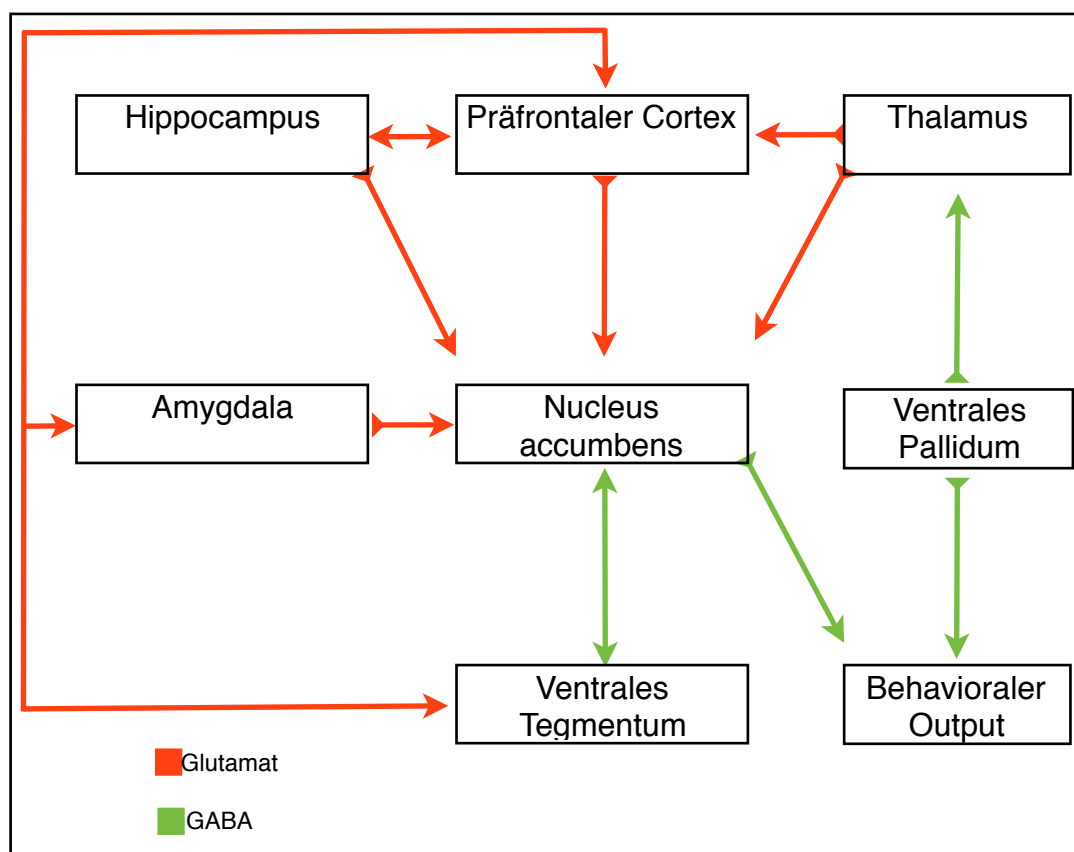 Hippocampus
Präfrontaler Cortex
Thalamus
Amygdala
Nucleus
accumbens
Ventrales
Pallidum
Ventrales
Tegmentum
Behavioraler
Output
Glutamat
GABA